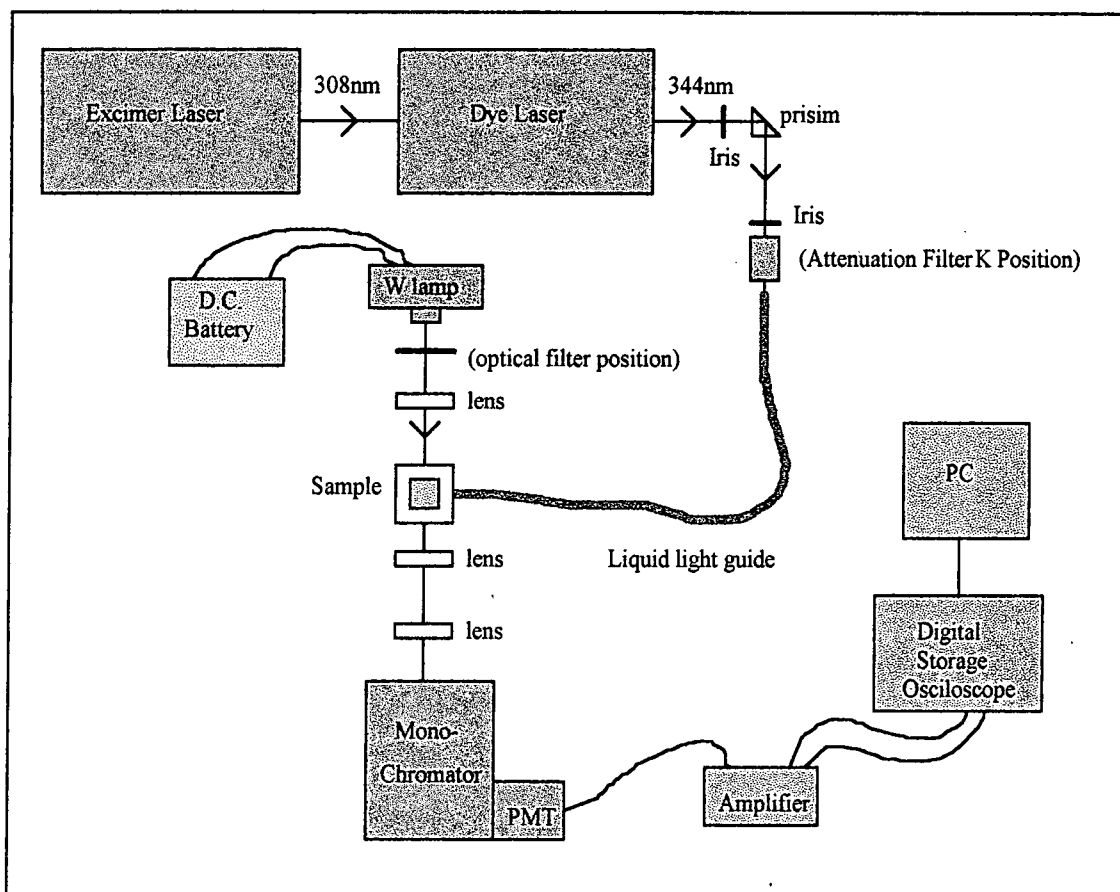 308nm
344nm
Excimer Laser
Dye Laser
prisim
Iris
Iris
(Attenuation Filter K Position)
W lamp
D.C.
Battery
(optical filter position)
lens
Sample
PC
lens
Liquid light guide
lens
Digital
Storage
Osciloscope
Mono-
Chromator
PMT
Amplifier